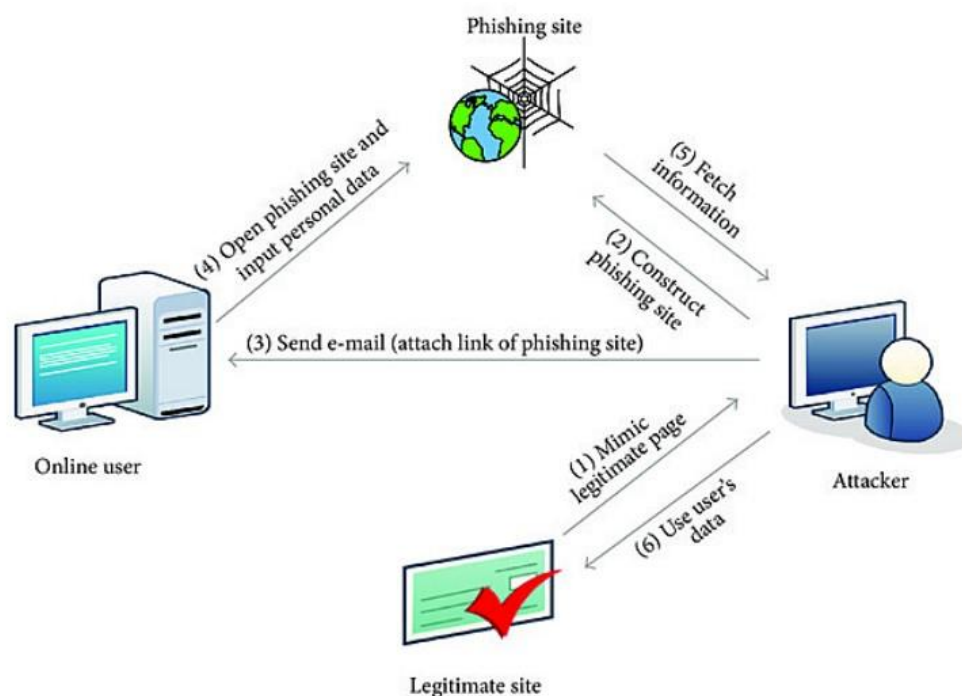 Phishing site
(4) Open phishing site and
input personal data
(5) Fetch
information
(2) Construct
phishing site
(3) Send e-mail (attach link of phishing site)
Online user
(1) Mimic
legitimate page
(6) Use user's
data
Attacker
Legitimate site